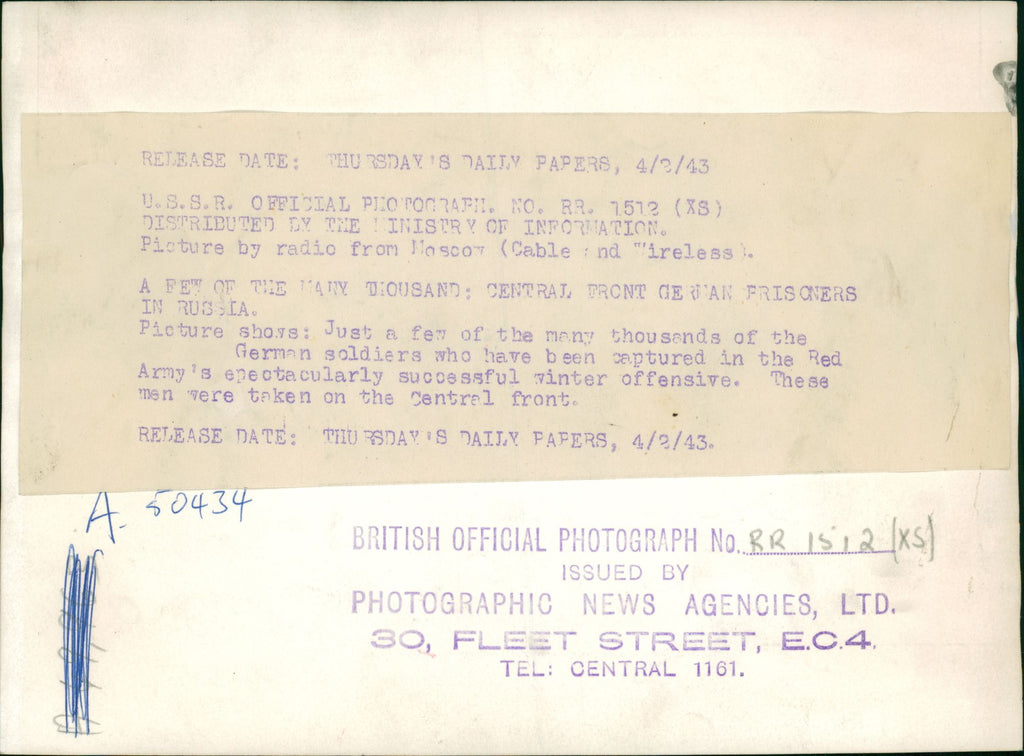 RELEASE DATE: THURSDAY'S DAILY PAPERS, 4/2/43
U.S.S.R. OFFICIAL PHOTOGRAPH. NO. RR. 1512 (XS)
DISTRIBUTED BY THE MINISTRY OF INFORMATION.
Picture by radio from Moscow (Cable and Wireless).
A FEW OF THE MANY THOUSAND: CENTRAL FRONT GERMAN PRISONERS
IN RUSSIA.
Picture shows: Just a few of the many thousands of the
German soldiers who have been captured in the Red
Army's epectacularly successful winter offensive. These
men were taken on the Central front.
RELEASE DATE: THURSDAY'S DAILY PAPERS, 4/2/43.
A. 50434
BRITISH OFFICIAL PHOTOGRAPH No. RR 1512 (XS)
ISSUED BY
PHOTOGRAPHIC NEWS AGENCIES, LTD.
30, FLEET STREET, E.C.4.
TEL: CENTRAL 1161.